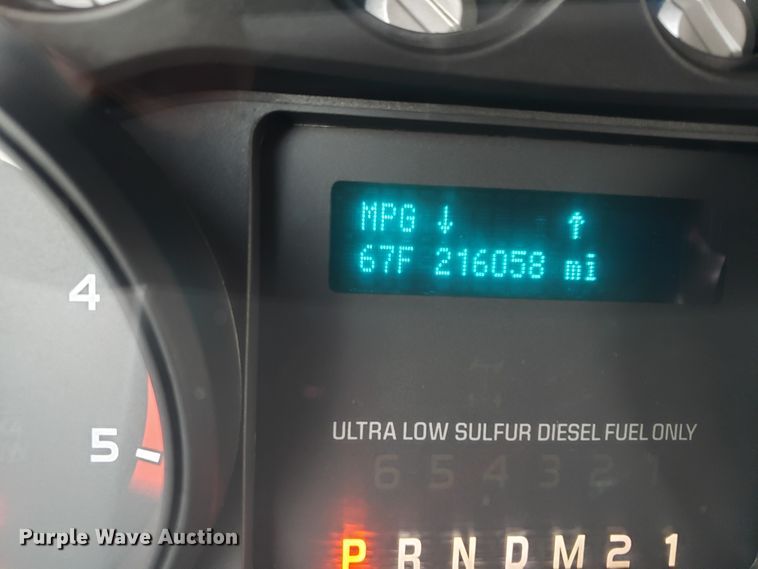 MPG ↓ ↑
67F 216058 mi
4
ULTRA LOW SULFUR DIESEL FUEL ONLY
5
6 5 4 3 2 1
P R N D M 2 1
Purple Wave Auction